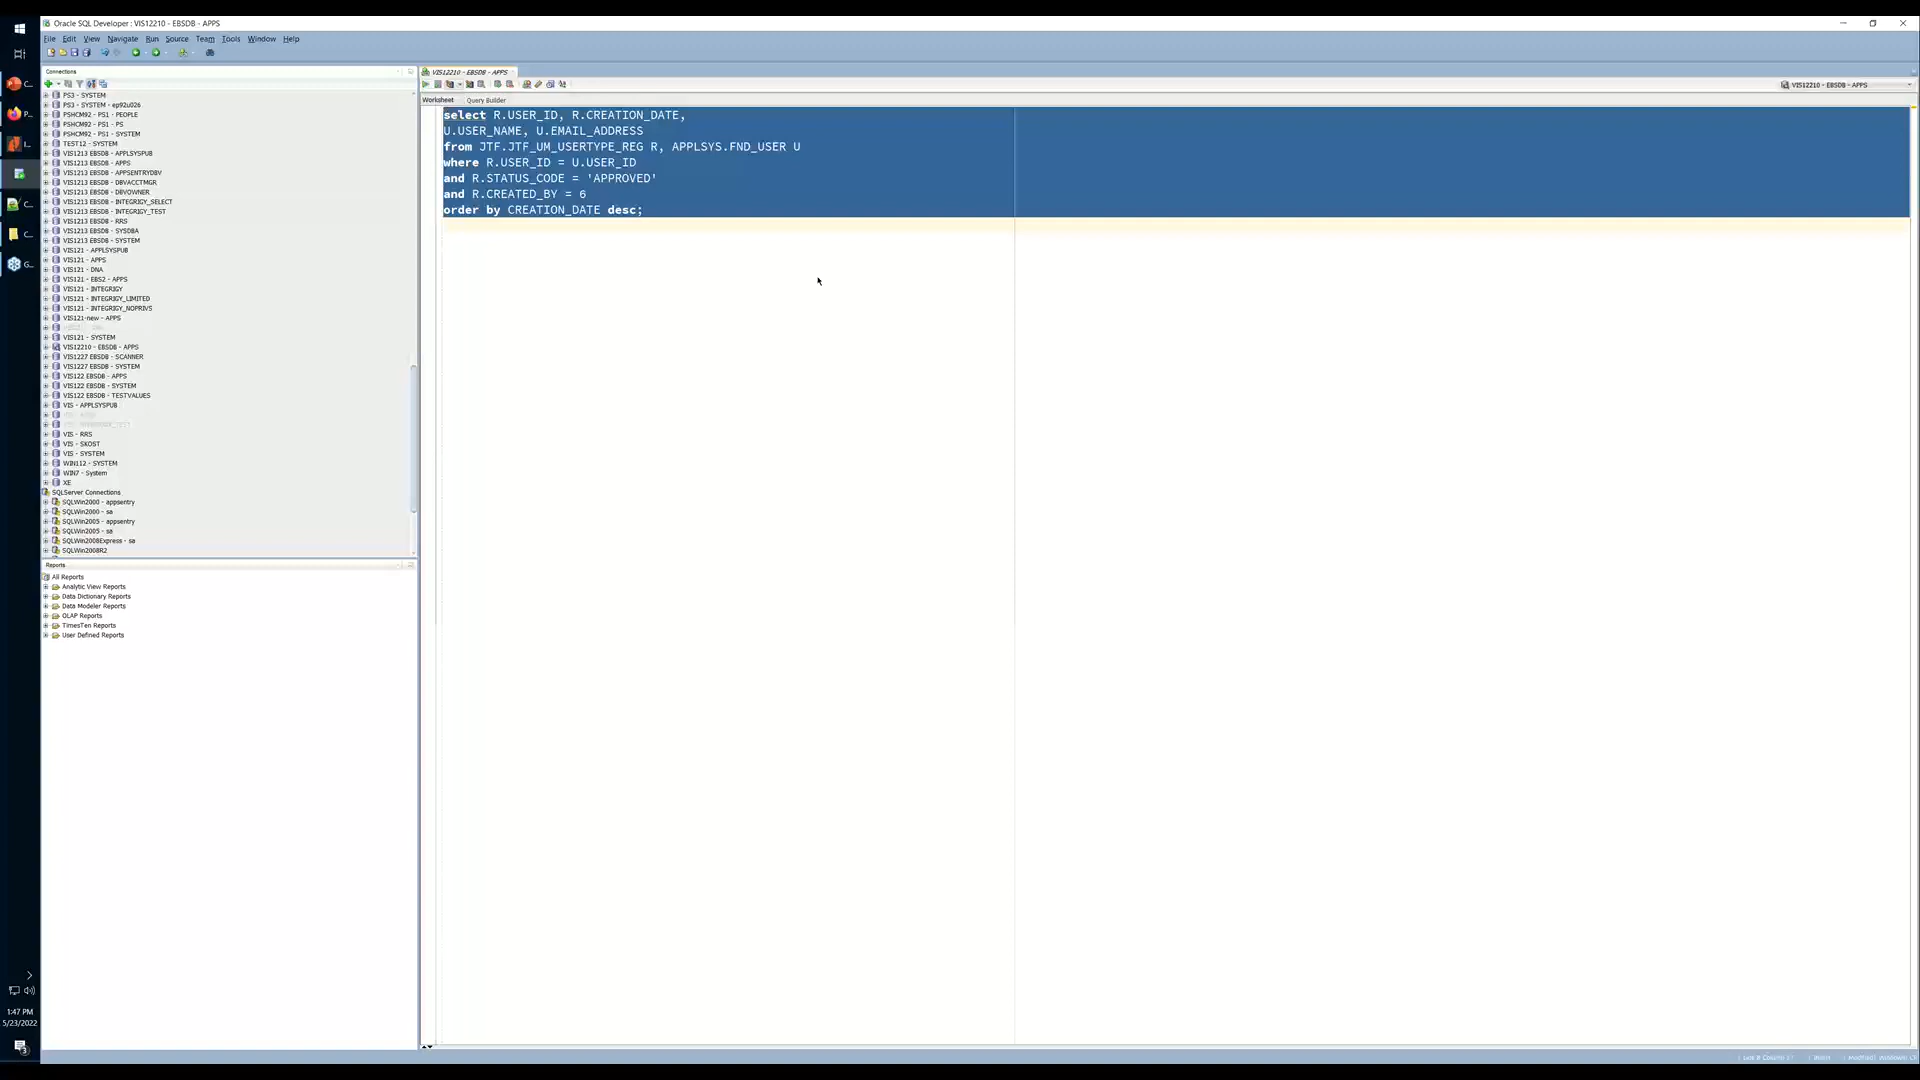 Oracle SQL Developer : VIS12210 - EBSDB - APPS
File Edit View Navigate Run Source Team Tools Window Help
Connections
PS3 - SYSTEM
PS3 - SYSTEM - ep92u026
PSHCM92 - PS1 - PEOPLE
PSHCM92 - PS1 - PS
PSHCM92 - PS1 - SYSTEM
TEST12 - SYSTEM
VIS1213 EBSDB - APPLSYSPUB
VIS1213 EBSDB - APPS
VIS1213 EBSDB - APPSENTRYDBV
VIS1213 EBSDB - DBVACCTMGR
VIS1213 EBSDB - DBVOWNER
VIS1213 EBSDB - INTEGRIGY_SELECT
VIS1213 EBSDB - INTEGRIGY_TEST
VIS1213 EBSDB - RRS
VIS1213 EBSDB - SYSDBA
VIS1213 EBSDB - SYSTEM
VIS121 - APPLSYSPUB
VIS121 - APPS
VIS121 - DNA
VIS121 - EBS2 - APPS
VIS121 - INTEGRIGY
VIS121 - INTEGRIGY_LIMITED
VIS121 - INTEGRIGY_NOPRIVS
VIS121-new - APPS
VIS121 - SYSTEM
VIS12210 - EBSDB - APPS
VIS1227 EBSDB - SCANNER
VIS1227 EBSDB - SYSTEM
VIS122 EBSDB - APPS
VIS122 EBSDB - SYSTEM
VIS122 EBSDB - TESTVALUES
VIS - APPLSYSPUB
VIS - RRS
VIS - SKOST
VIS - SYSTEM
WIN112 - SYSTEM
WIN7 - System
XE
SQLServer Connections
SQLWin2000 - appsentry
SQLWin2000 - sa
SQLWin2005 - appsentry
SQLWin2005 - sa
SQLWin2008Express - sa
SQLWin2008R2
Reports
All Reports
Analytic View Reports
Data Dictionary Reports
Data Modeler Reports
OLAP Reports
TimesTen Reports
User Defined Reports
VIS12210 - EBSDB - APPS
VIS12210 - EBSDB - APPS
Worksheet Query Builder
select R.USER_ID, R.CREATION_DATE,
U.USER_NAME, U.EMAIL_ADDRESS
from JTF.JTF_UM_USERTYPE_REG R, APPLSYS.FND_USER U
where R.USER_ID = U.USER_ID
and R.STATUS_CODE = 'APPROVED'
and R.CREATED_BY = 6
order by CREATION_DATE desc;
C...
P...
I...
C...
C...
G...
1:47 PM
5/23/2022
3